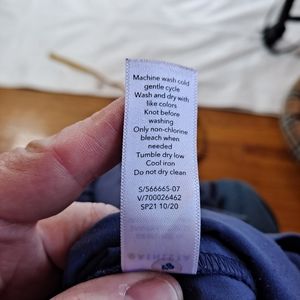 Machine wash cold
gentle cycle
Wash and dry with
like colors
Knot before
washing
Only non-chlorine
bleach when
needed
Tumble dry low
Cool iron
Do not dry clean
S/566665-07
V/700026462
SP21 10/20